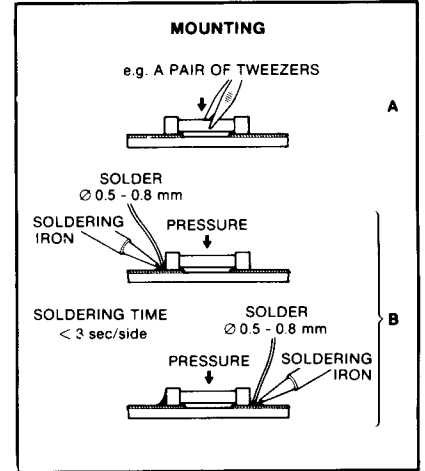 MOUNTING
e.g. A PAIR OF TWEEZERS
A
SOLDER
Ø 0.5 - 0.8 mm
SOLDERING IRON
PRESSURE
SOLDERING TIME
< 3 sec/side
B
SOLDER
Ø 0.5 - 0.8 mm
PRESSURE
SOLDERING IRON